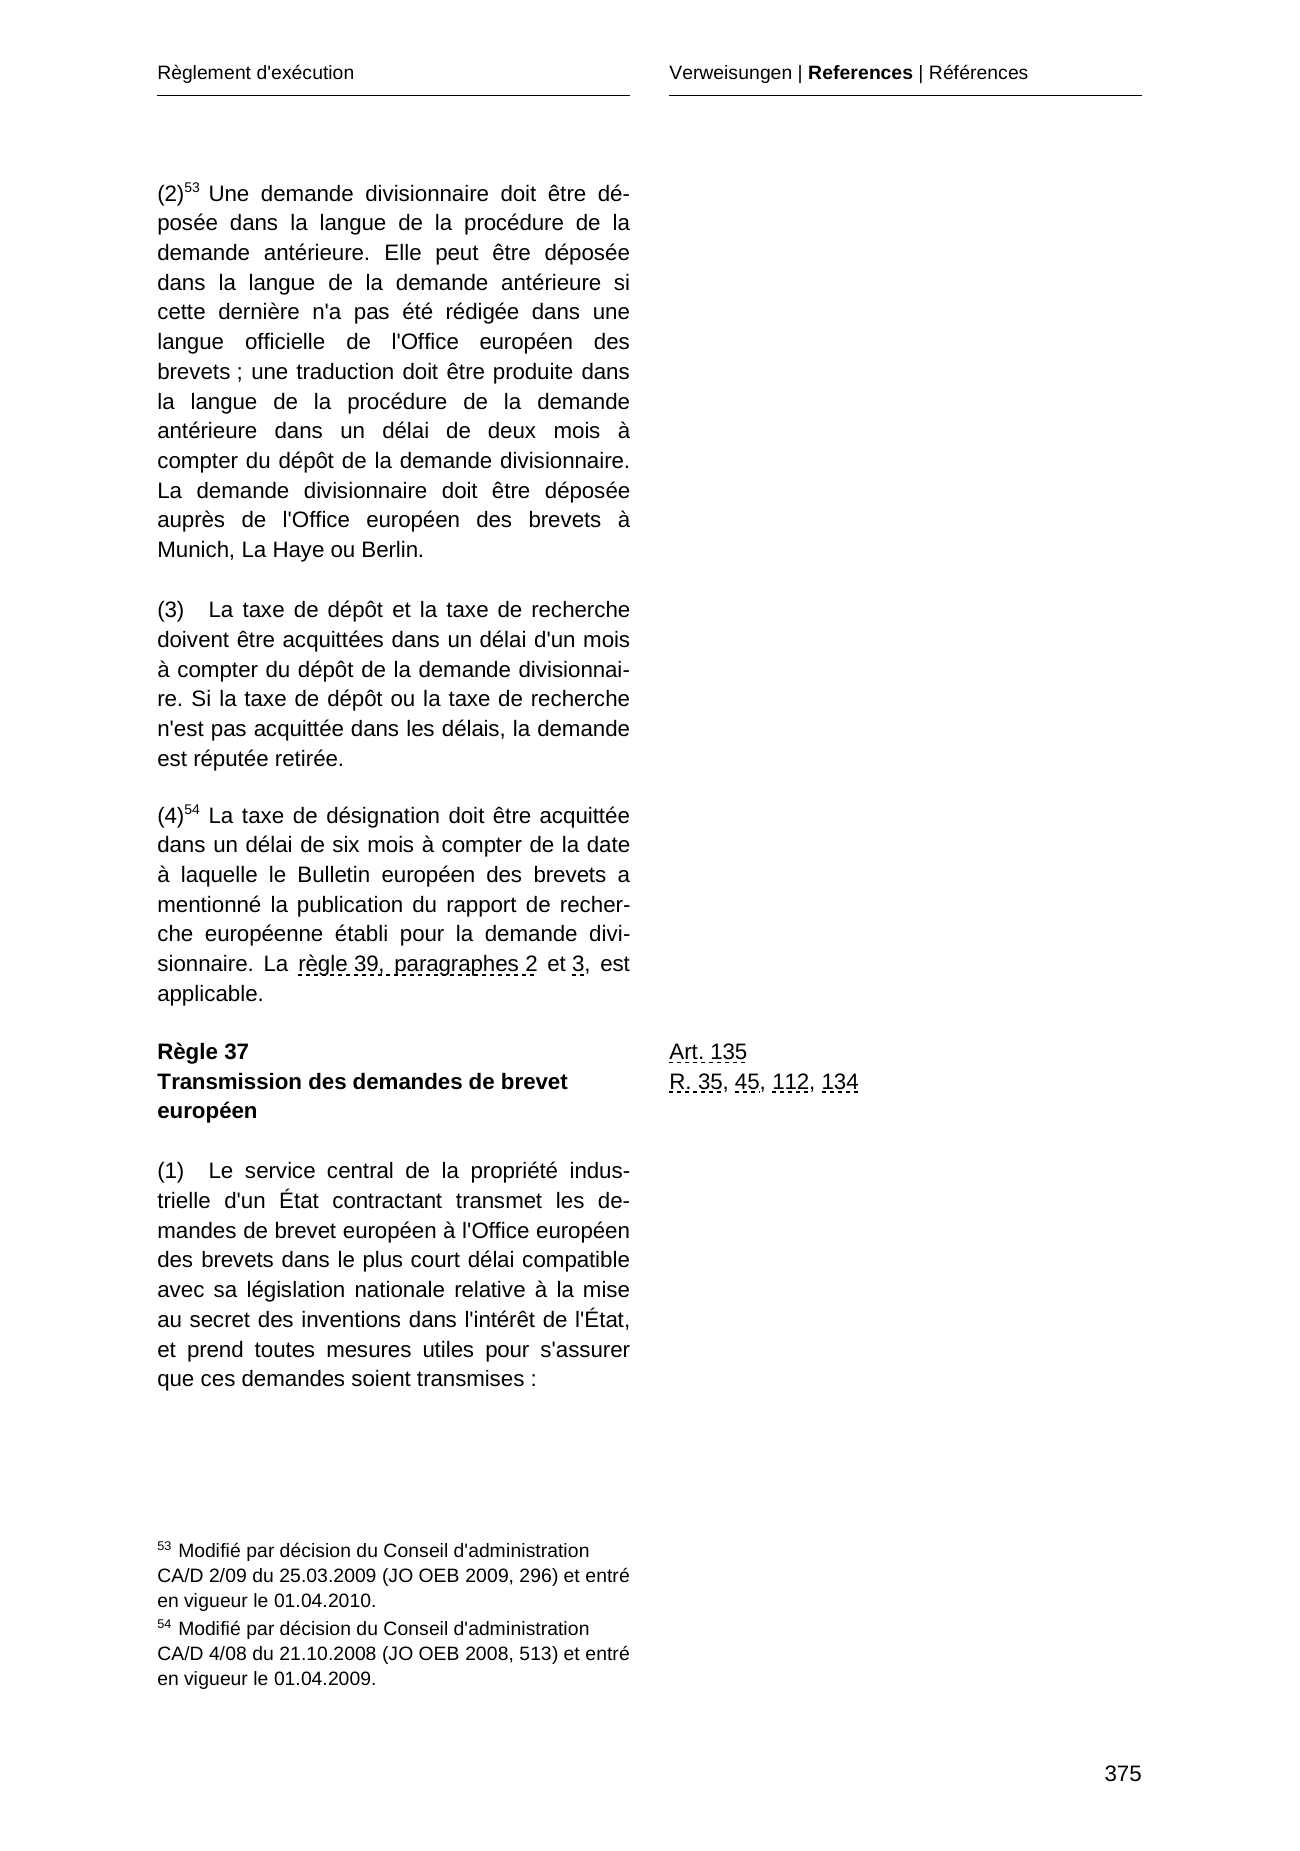 Règlement d'exécution
Verweisungen | References | Références
(2)53 Une demande divisionnaire doit être dé-
posée dans la langue de la procédure de la
demande antérieure. Elle peut être déposée
dans la langue de la demande antérieure si
cette dernière n'a pas été rédigée dans une
langue officielle de l'Office européen des
brevets ; une traduction doit être produite dans
la langue de la procédure de la demande
antérieure dans un délai de deux mois à
compter du dépôt de la demande divisionnaire.
La demande divisionnaire doit être déposée
auprès de l'Office européen des brevets à
Munich, La Haye ou Berlin.
(3) La taxe de dépôt et la taxe de recherche
doivent être acquittées dans un délai d'un mois
à compter du dépôt de la demande divisionnai-
re. Si la taxe de dépôt ou la taxe de recherche
n'est pas acquittée dans les délais, la demande
est réputée retirée.
(4)54 La taxe de désignation doit être acquittée
dans un délai de six mois à compter de la date
à laquelle le Bulletin européen des brevets a
mentionné la publication du rapport de recher-
che européenne établi pour la demande divi-
sionnaire. La règle 39, paragraphes 2 et 3, est
applicable.
Règle 37
Transmission des demandes de brevet
européen
Art. 135
R. 35, 45, 112, 134
(1) Le service central de la propriété indus-
trielle d'un État contractant transmet les de-
mandes de brevet européen à l'Office européen
des brevets dans le plus court délai compatible
avec sa législation nationale relative à la mise
au secret des inventions dans l'intérêt de l'État,
et prend toutes mesures utiles pour s'assurer
que ces demandes soient transmises :
53 Modifié par décision du Conseil d'administration
CA/D 2/09 du 25.03.2009 (JO OEB 2009, 296) et entré
en vigueur le 01.04.2010.
54 Modifié par décision du Conseil d'administration
CA/D 4/08 du 21.10.2008 (JO OEB 2008, 513) et entré
en vigueur le 01.04.2009.
375